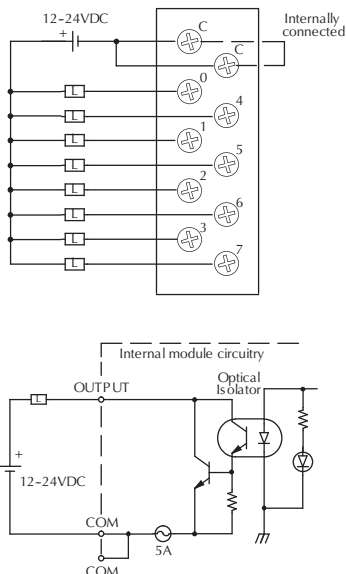 12-24VDC
+
C
Internally
connected
C
L
0
L
4
L
1
L
5
L
2
L
6
L
3
L
7
Internal module circuitry
OUTPUT
Optical
Isolator
L
+
12-24VDC
COM
5A
COM